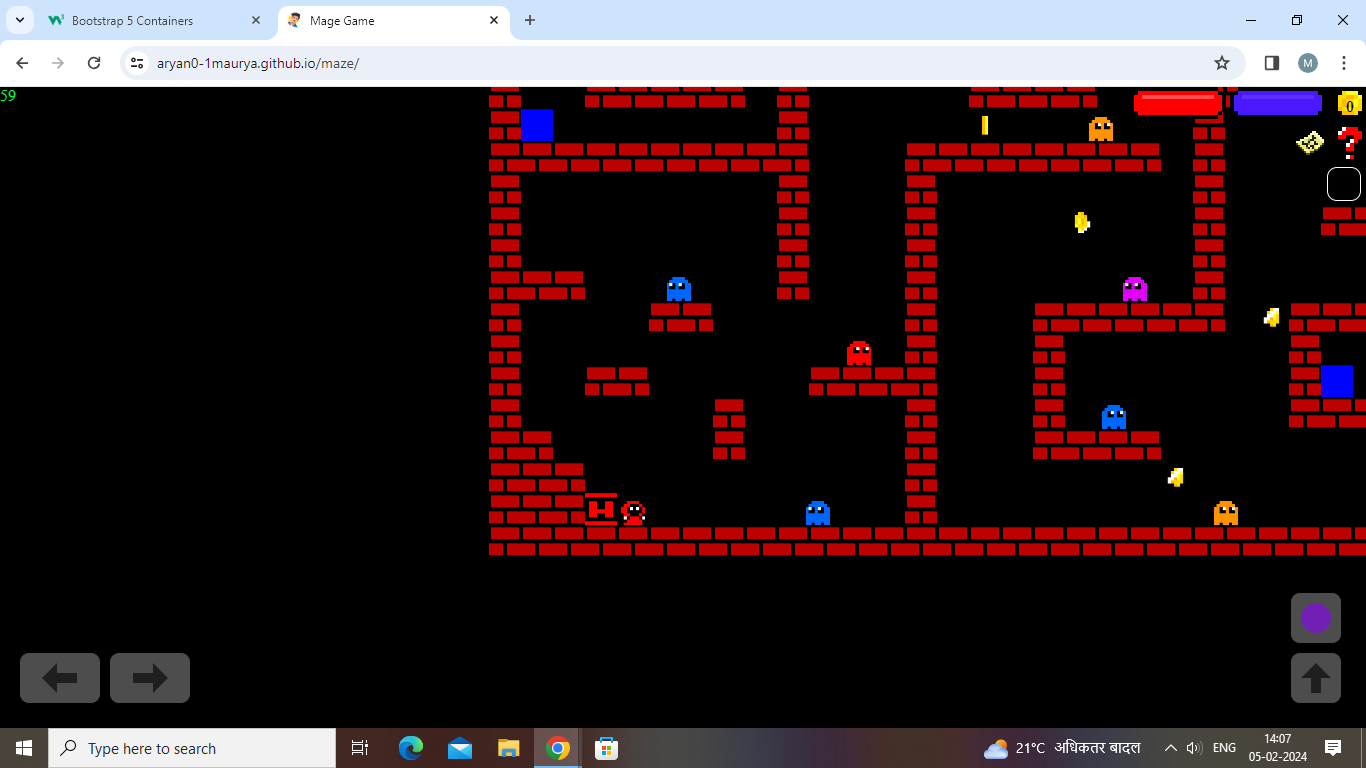 Bootstrap 5 Containers
Mage Game
aryan0-1maurya.github.io/maze/
M
59
0
?
H
Type here to search
21°C अधिकतर बादल
ENG
14:07
05-02-2024